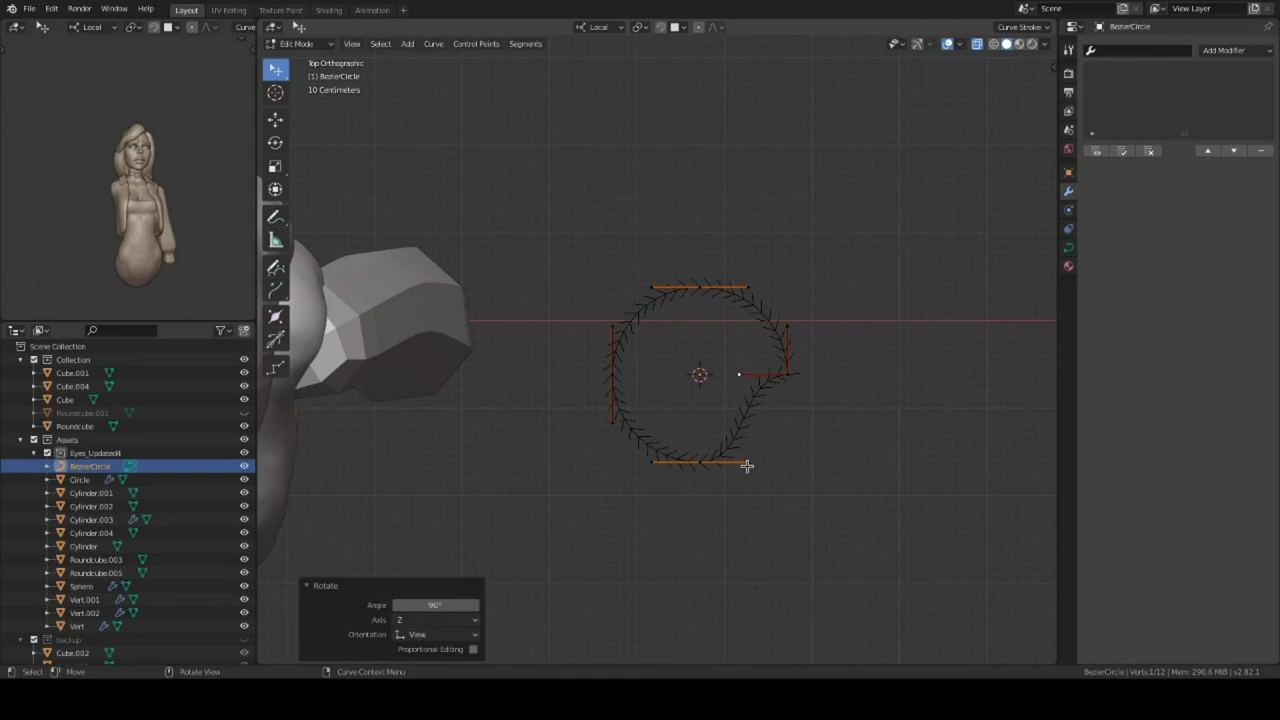 File Edit Render Window Help Layout UV Editing Texture Paint Shading Animation + Scene View Layer
Local Curve Local Curve Stroke BezierCircle
Edit Mode View Select Add Curve Control Points Segments
Add Modifier
Top Orthographic
(1) BezierCircle
10 Centimeters
Scene Collection
Collection
Cube.001
Cube.004
Cube
Roundcube.001
Roundcube
Assets
Eyes_Updated4
BezierCircle
Circle
Cylinder.001
Cylinder.002
Cylinder.003
Cylinder.004
Cylinder
Roundcube.003
Roundcube.005
Sphere
Vert.001
Vert.002
Vert
backup
Cube.002
Rotate
Angle 90°
Axis Z
Orientation View
Proportional Editing
Select Move Rotate View Curve Context Menu BezierCircle | Verts:1/12 | Mem: 290.6 MiB | v2.82.1